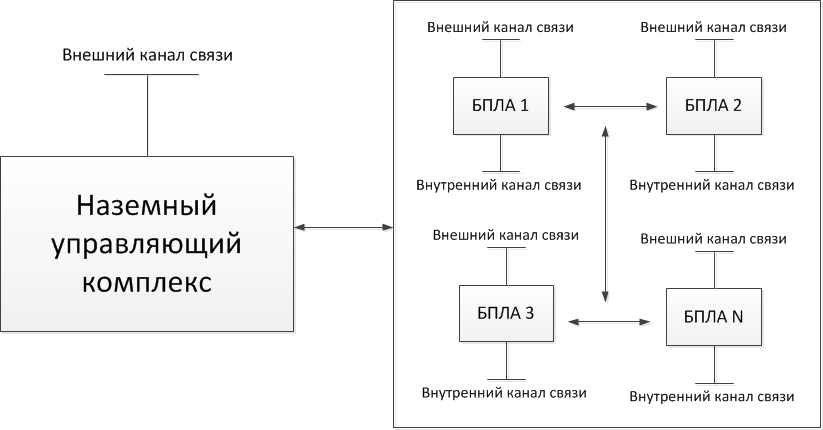 Внешний канал связи
Наземный
управляющий
комплекс
Внешний канал связи
Внешний канал связи
БПЛА 1
БПЛА 2
Внутренний канал связи
Внутренний канал связи
Внешний канал связи
Внешний канал связи
БПЛА 3
БПЛА N
Внутренний канал связи
Внутренний канал связи